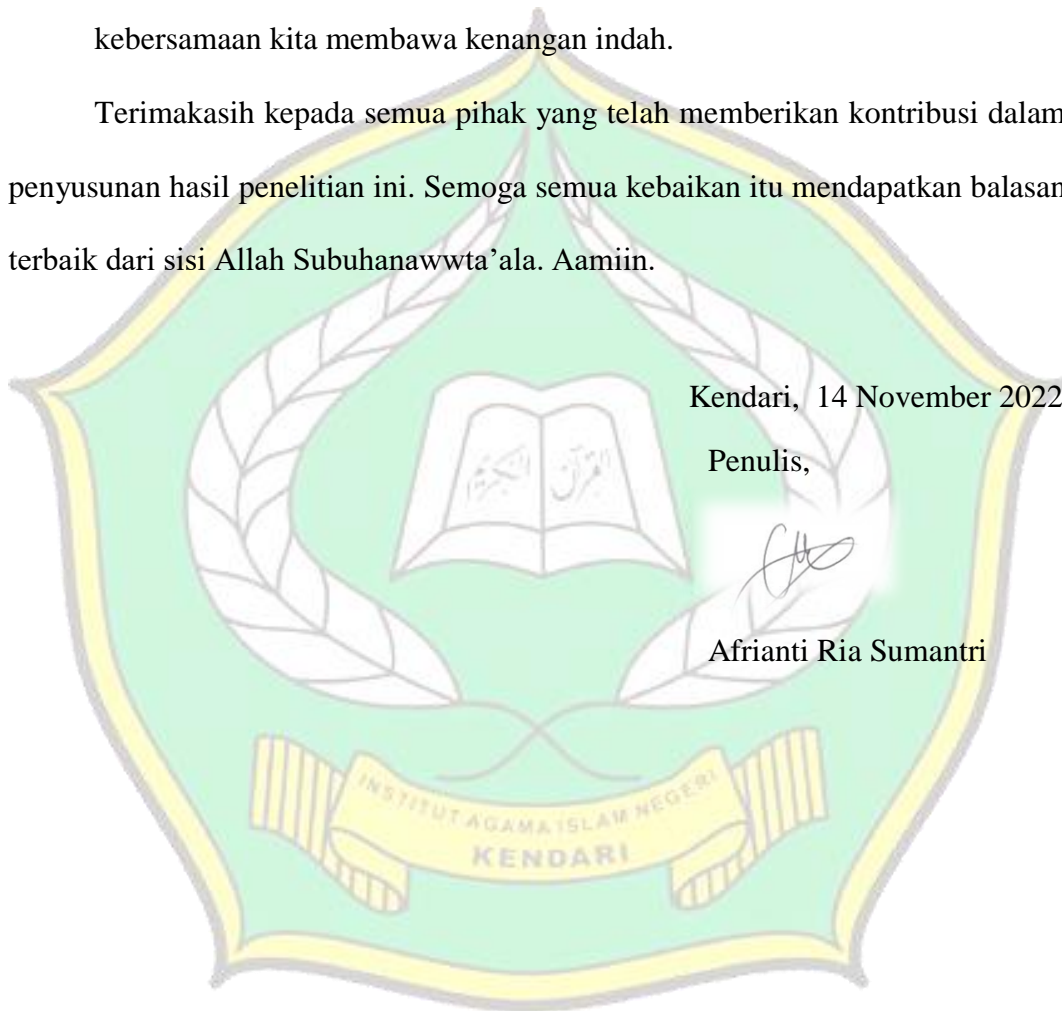 kebersamaan kita membawa kenangan indah.
Terimakasih kepada semua pihak yang telah memberikan kontribusi dalam
penyusunan hasil penelitian ini. Semoga semua kebaikan itu mendapatkan balasan
terbaik dari sisi Allah Subuhanawwta’ala. Aamiin.
Kendari, 14 November 2022
Penulis,
Afrianti Ria Sumantri
القرآن الكريم
INSTITUT AGAMA ISLAM NEGERI
KENDARI